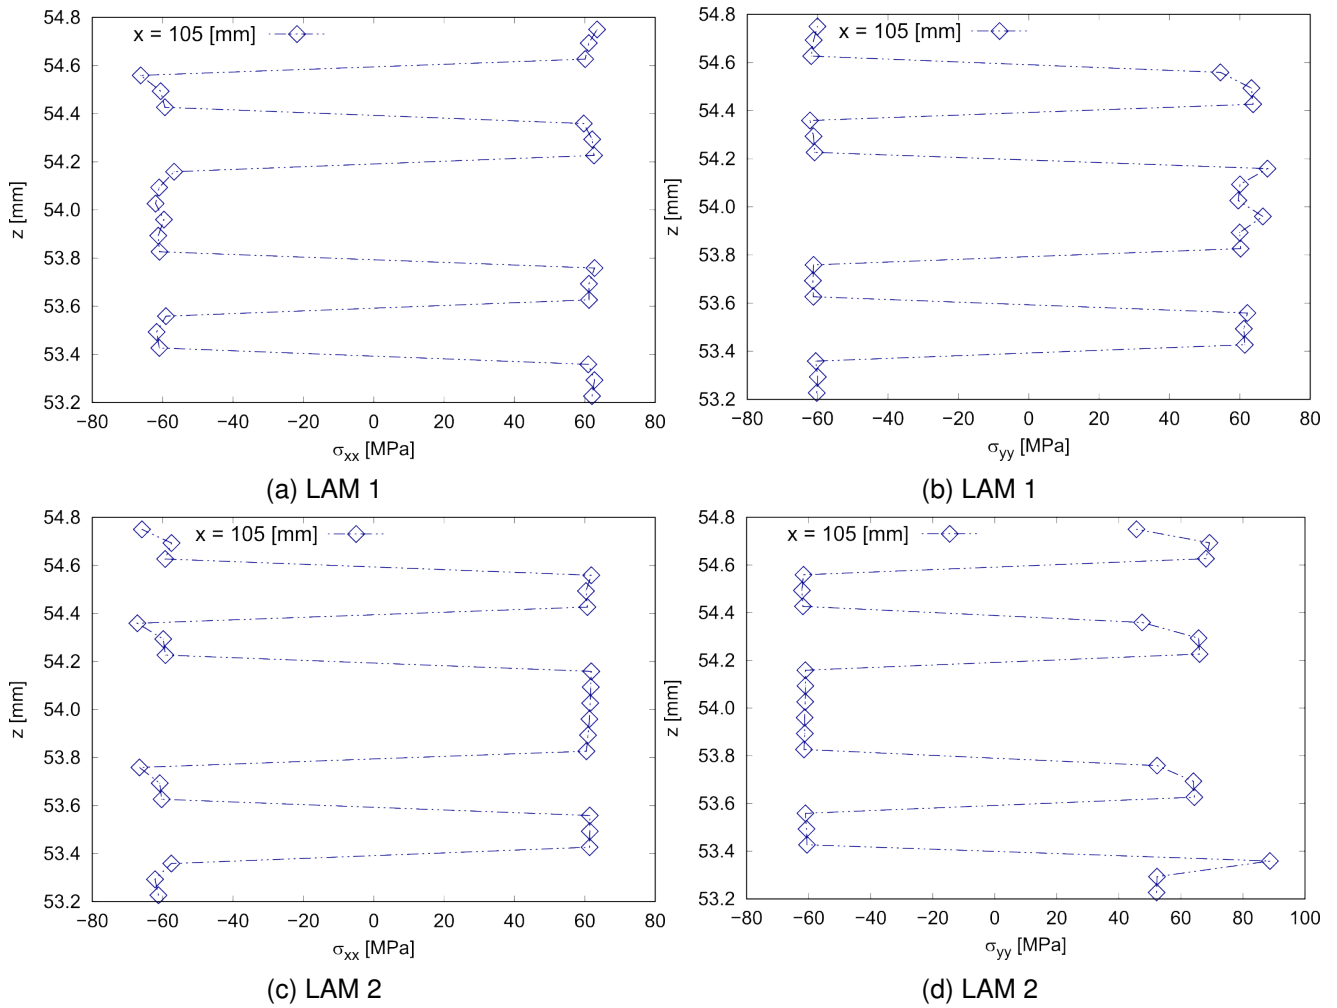 54.8
54.6
54.4
54.2
54.0
53.8
53.6
53.4
53.2
z [mm]
x = 105 [mm]
−80 −60 −40 −20 0 20 40 60 80
σxx [MPa]
(a) LAM 1
54.8
54.6
54.4
54.2
54.0
53.8
53.6
53.4
53.2
z [mm]
x = 105 [mm]
−80 −60 −40 −20 0 20 40 60 80
σyy [MPa]
(b) LAM 1
54.8
54.6
54.4
54.2
54.0
53.8
53.6
53.4
53.2
z [mm]
x = 105 [mm]
−80 −60 −40 −20 0 20 40 60 80
σxx [MPa]
(c) LAM 2
54.8
54.6
54.4
54.2
54.0
53.8
53.6
53.4
53.2
z [mm]
x = 105 [mm]
−80 −60 −40 −20 0 20 40 60 80 100
σyy [MPa]
(d) LAM 2